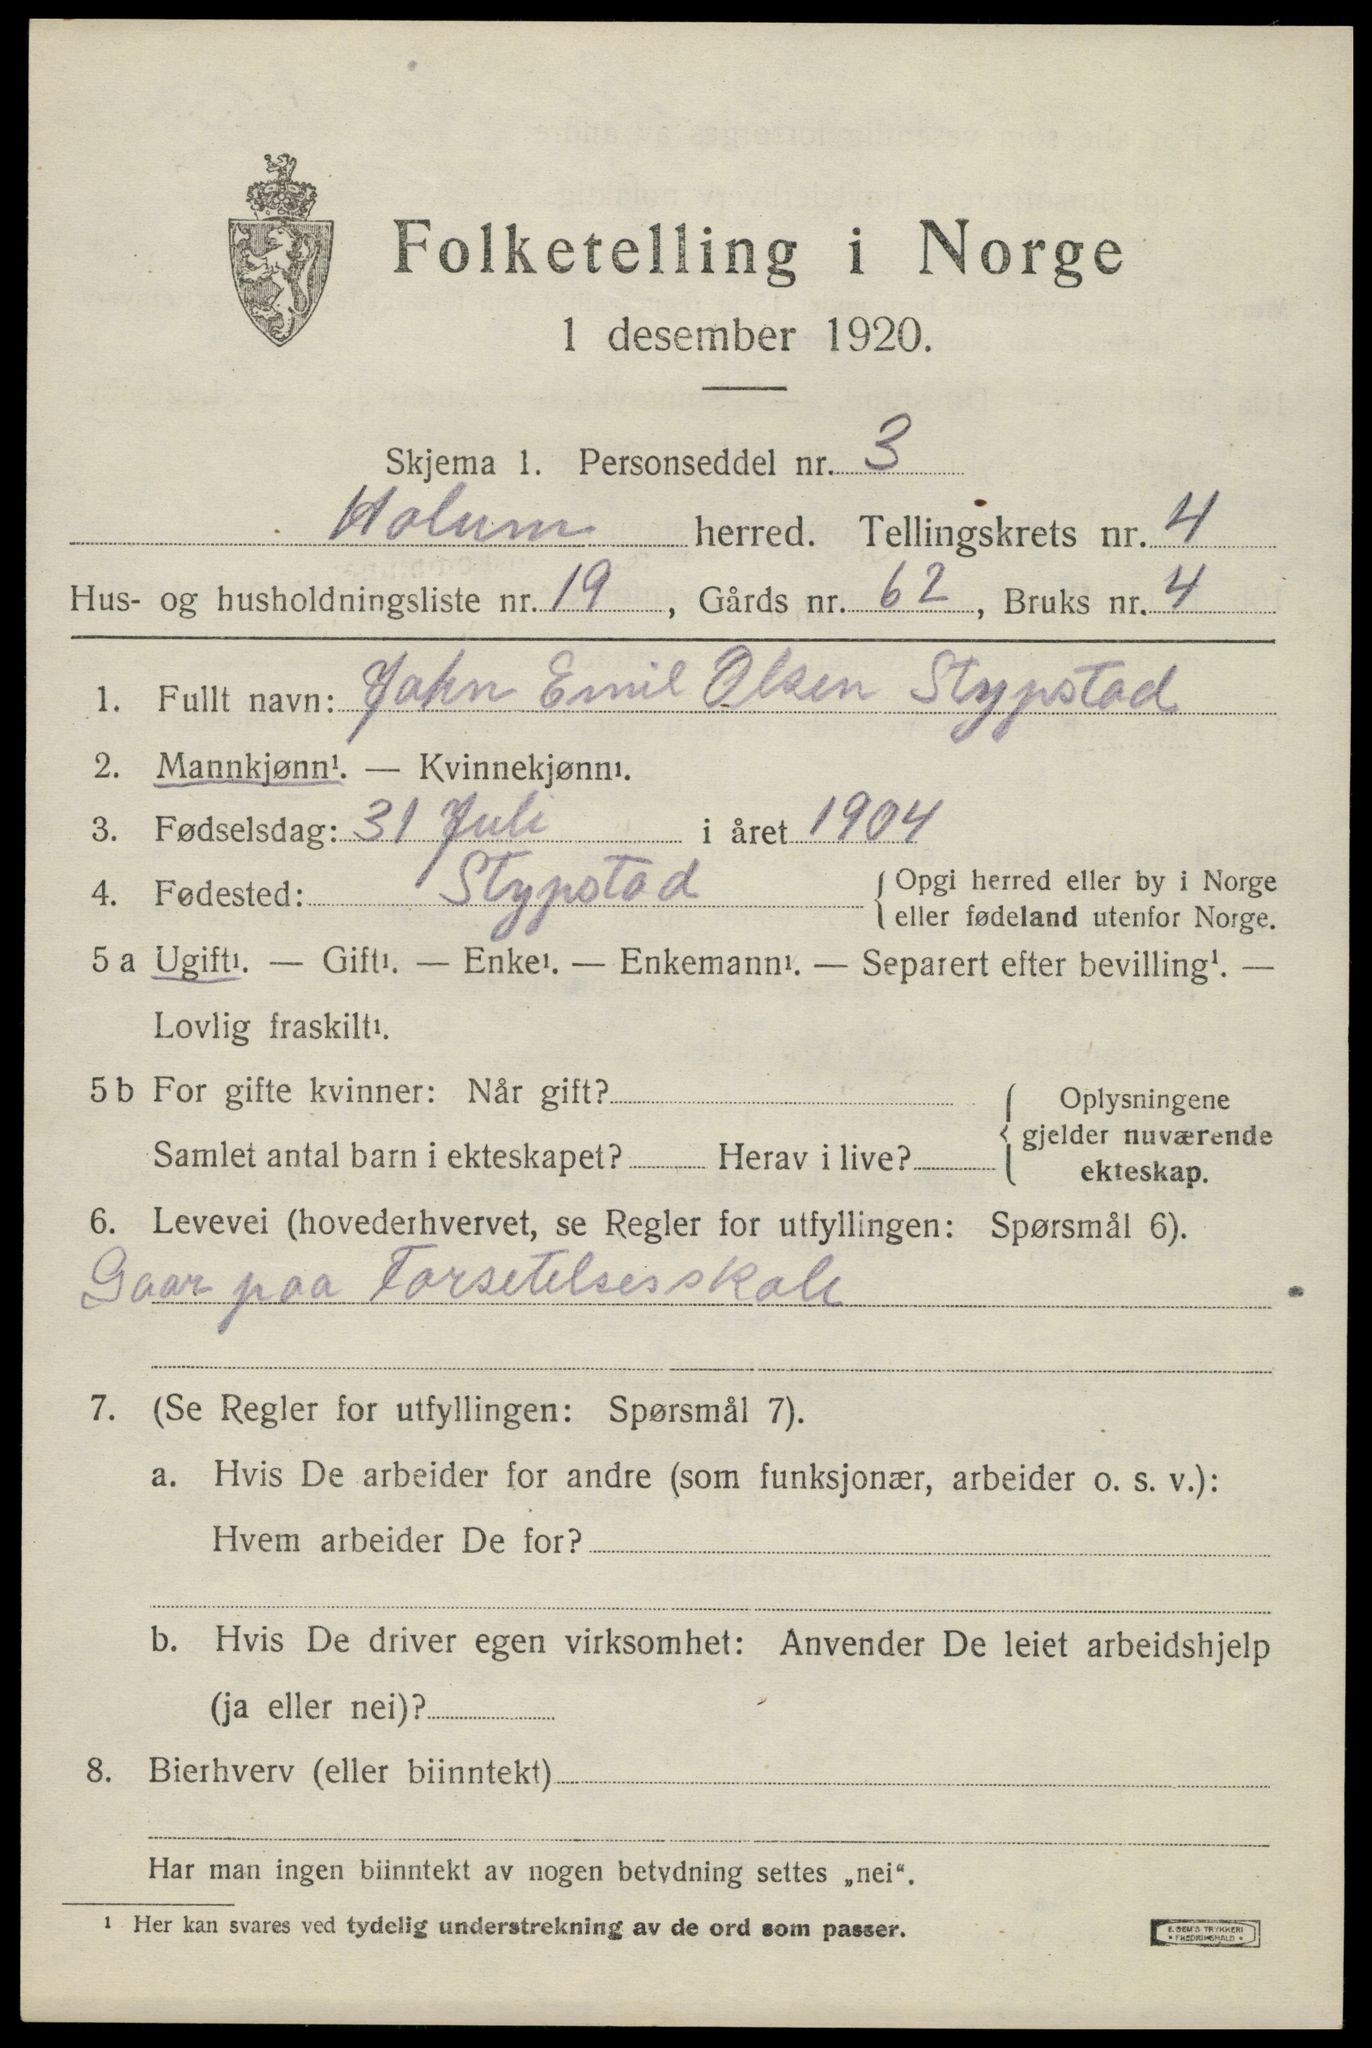 Folketelling i Norge
1 desember 1920.
Skjema 1. Personseddel nr. 3
Holum herred. Tellingskrets nr. 4
Hus- og husholdningsliste nr. 19, Gårds nr. 62, Bruks nr. 4
1. Fullt navn: John Emil Olsen Stypstad
2. Mannkjønn¹. — Kvinnekjønn¹.
3. Fødselsdag: 31 Juli i året 1904
4. Fødested: Stypstad { Opgi herred eller by i Norge
eller fødeland utenfor Norge.
5 a Ugift¹. — Gift¹. — Enke¹. — Enkemann¹. — Separert efter bevilling¹. —
Lovlig fraskilt¹.
5 b For gifte kvinner: Når gift?
Samlet antal barn i ekteskapet? Herav i live?
{ Oplysningene
gjelder nuværende
ekteskap.
6. Levevei (hovederhvervet, se Regler for utfyllingen: Spørsmål 6).
Gaar paa Forsetelsesskole
7. (Se Regler for utfyllingen: Spørsmål 7).
a. Hvis De arbeider for andre (som funksjonær, arbeider o. s. v.):
Hvem arbeider De for?
b. Hvis De driver egen virksomhet: Anvender De leiet arbeidshjelp
(ja eller nei)?
8. Bierhverv (eller biinntekt)
Har man ingen biinntekt av nogen betydning settes „nei“.
1 Her kan svares ved tydelig understrekning av de ord som passer.
E. SEM'S TRYKKERI
• FREDRIKSHALD •